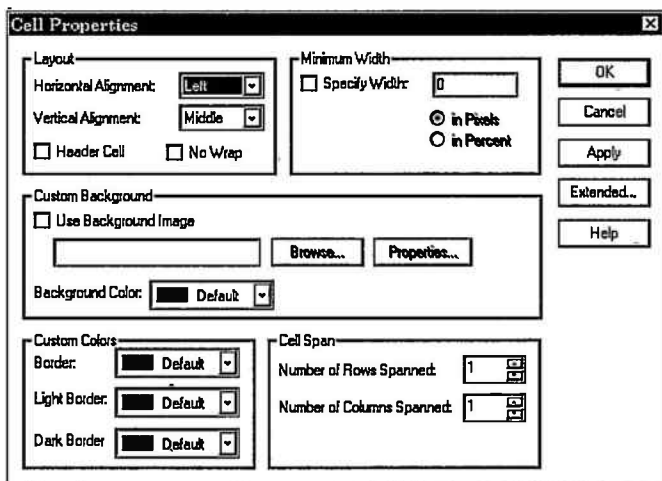 Cell Properties
Layout
Horizontal Alignment: Left
Vertical Alignment: Middle
Header Cell No Wrap
Minimum Width
Specify Width: 0
in Pixels
in Percent
OK
Cancel
Apply
Extended...
Help
Custom Background
Use Background Image
Browse... Properties...
Background Color: Default
Custom Colors
Border: Default
Light Border: Default
Dark Border Default
Cell Span
Number of Rows Spanned: 1
Number of Columns Spanned: 1